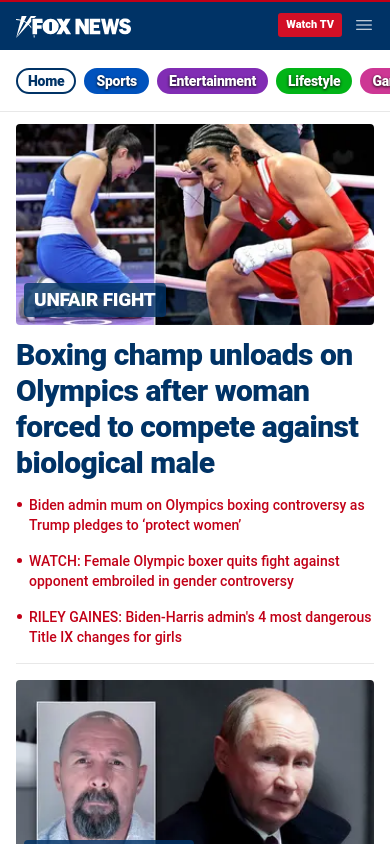 FOX NEWS
Watch TV
Home
Sports
Entertainment
Lifestyle
Ga
UNFAIR FIGHT
Boxing champ unloads on
Olympics after woman
forced to compete against
biological male
• Biden admin mum on Olympics boxing controversy as
Trump pledges to ‘protect women’
• WATCH: Female Olympic boxer quits fight against
opponent embroiled in gender controversy
• RILEY GAINES: Biden-Harris admin's 4 most dangerous
Title IX changes for girls